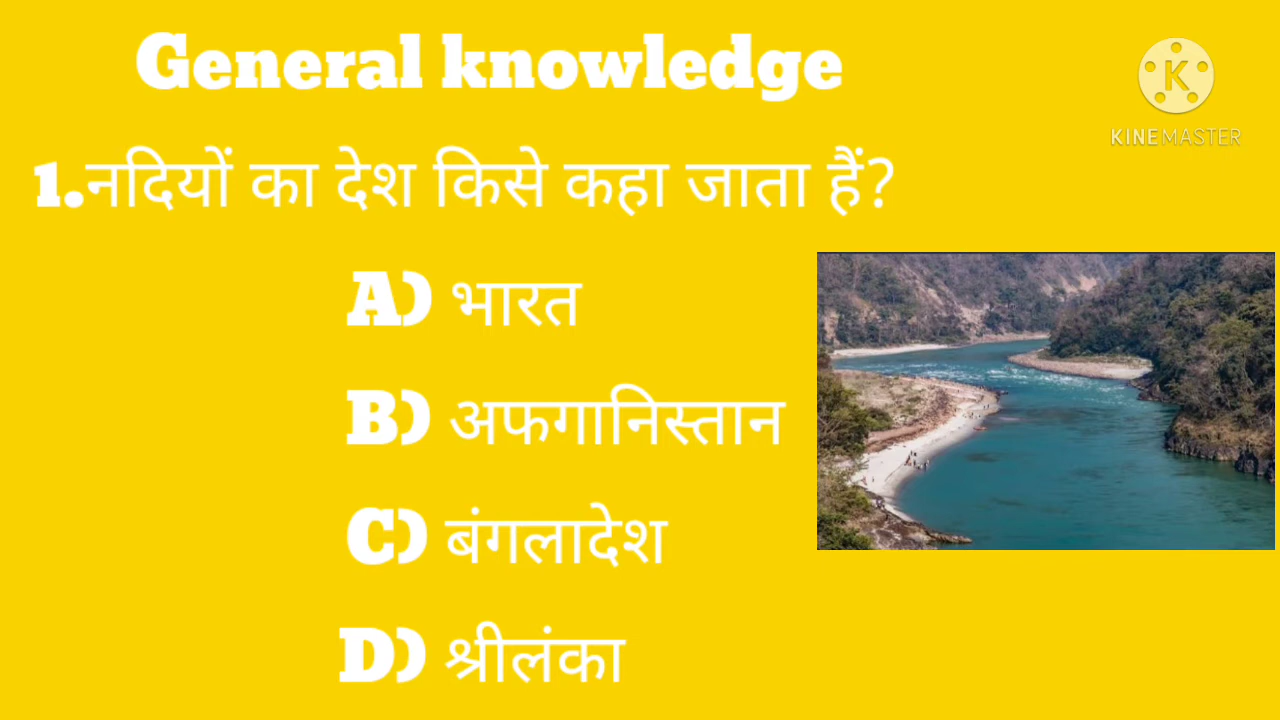 General knowledge
KINEMASTER
1.नदियों का देश किसे कहा जाता हैं?
A) भारत
B) अफगानिस्तान
C) बंगलादेश
D) श्रीलंका